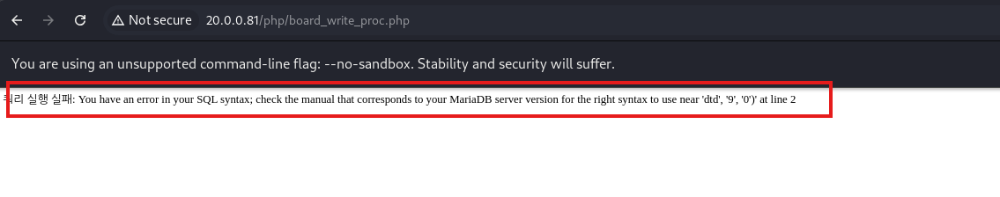 Not secure 20.0.0.81/php/board_write_proc.php
You are using an unsupported command-line flag: --no-sandbox. Stability and security will suffer.
쿼리 실행 실패: You have an error in your SQL syntax; check the manual that corresponds to your MariaDB server version for the right syntax to use near 'dtd', '9', '0')' at line 2